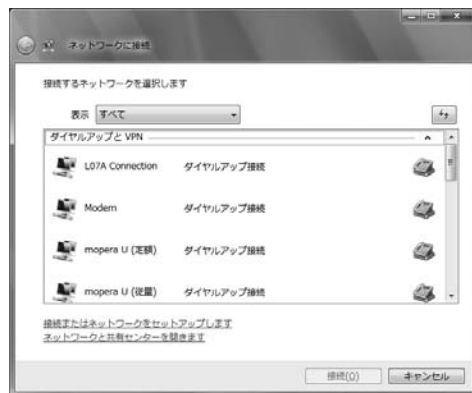 ネットワークに接続
接続するネットワークを選択します
表示 すべて
ダイヤルアップと VPN
L07A Connection ダイヤルアップ接続
Modem ダイヤルアップ接続
mopera U (定額) ダイヤルアップ接続
mopera U (従量) ダイヤルアップ接続
接続またはネットワークをセットアップします
ネットワークと共有センターを開きます
接続(O) キャンセル